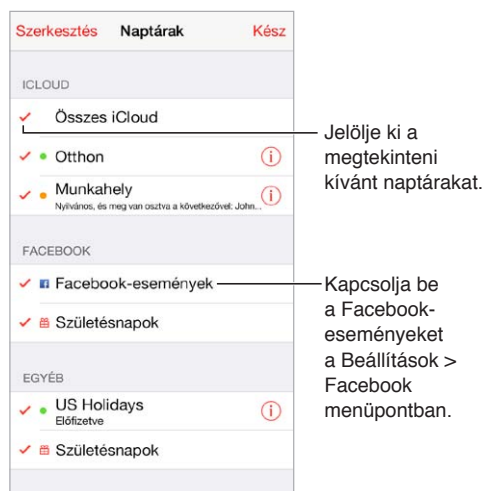 Szerkesztés Naptárak Kész
ICLOUD
Összes iCloud
Otthon
Munkahely
Nyilvános, és meg van osztva a következővel: John...
FACEBOOK
Facebook-események
Születésnapok
EGYÉB
US Holidays
Előfizetve
Születésnapok
Jelölje ki a
megtekinteni
kívánt naptárakat.
Kapcsolja be
a Facebook-
eseményeket
a Beállítások >
Facebook
menüpontban.